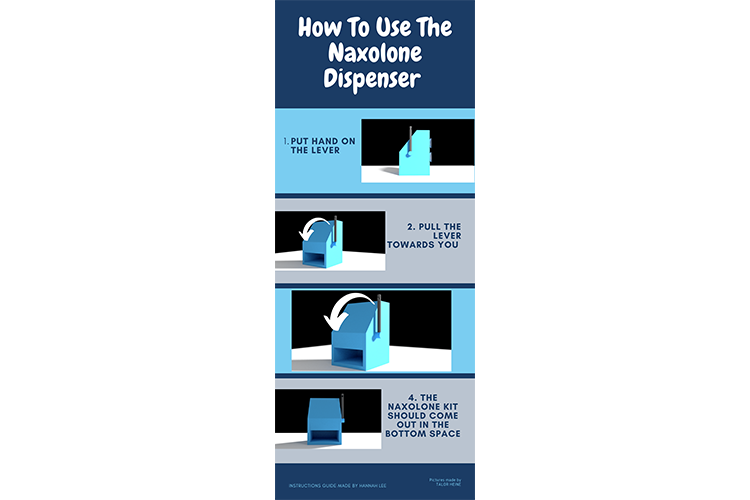 How To Use The
Naxolone
Dispenser
1. PUT HAND ON
THE LEVER
2. PULL THE
LEVER
TOWARDS YOU
4. THE
NAXOLONE KIT
SHOULD COME
OUT IN THE
BOTTOM SPACE
INSTRUCTIONS GUIDE MADE BY HANNAH LEE
Pictures made by
TALER HEINE